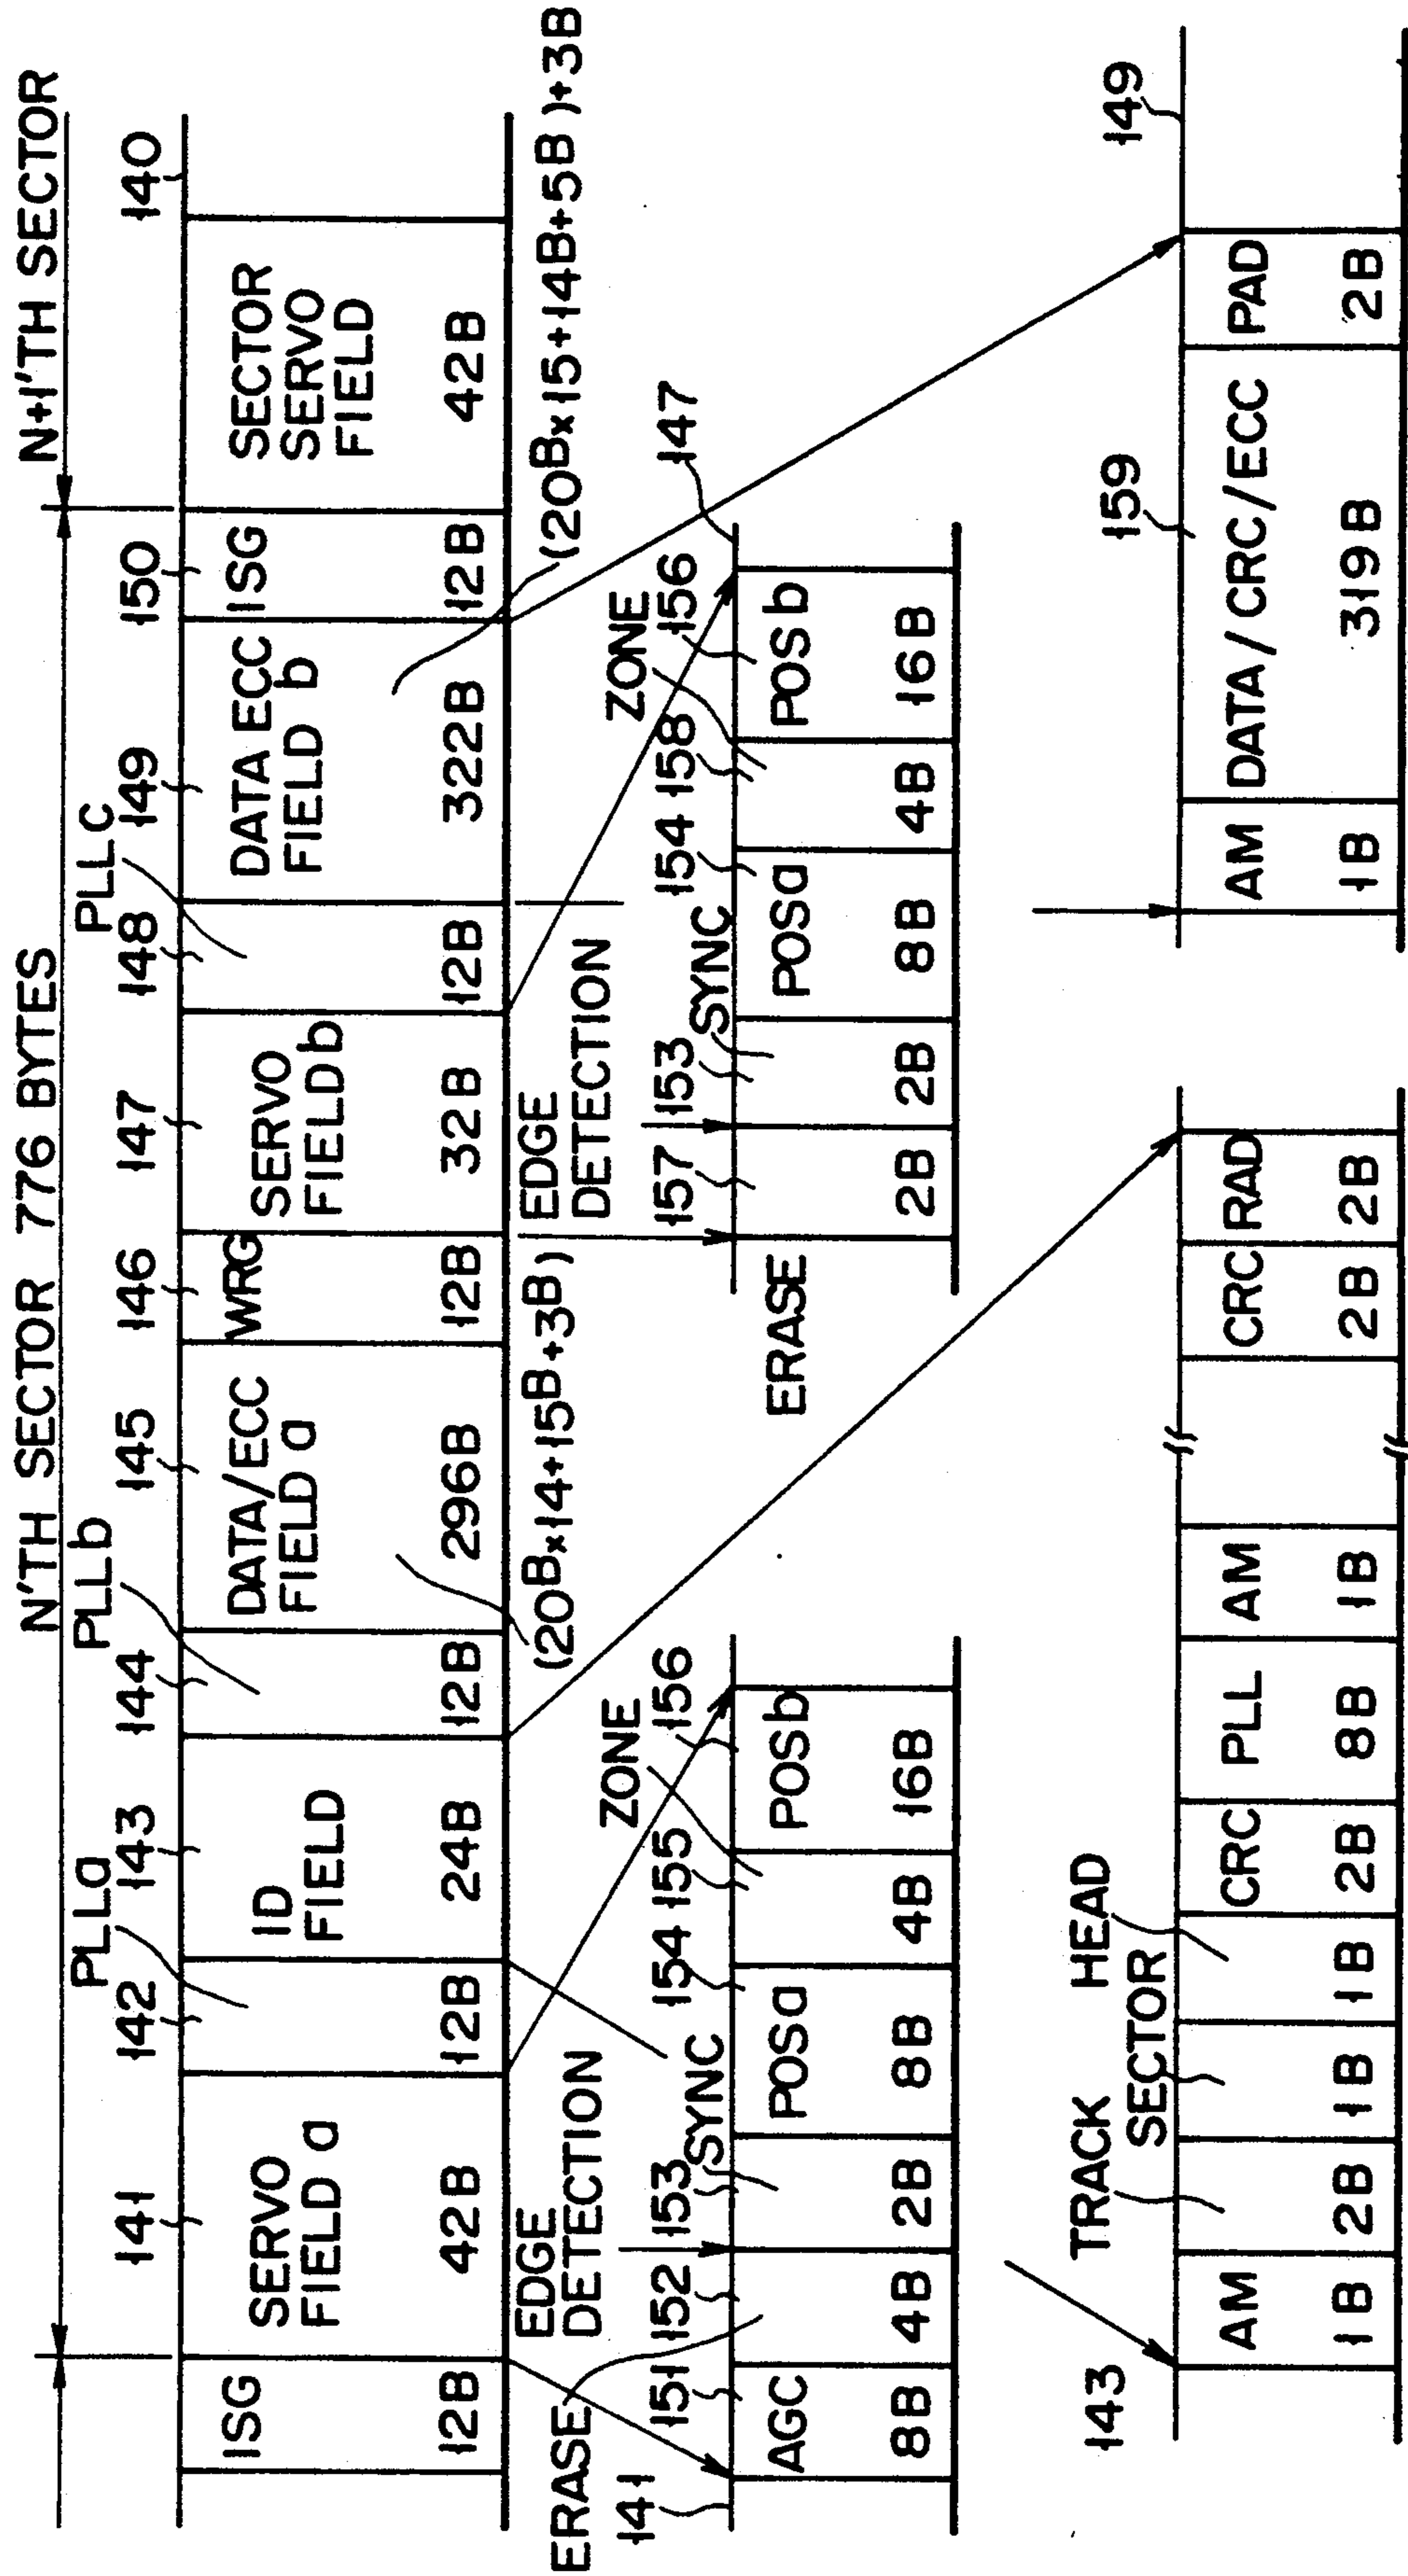 N'TH SECTOR 776 BYTES
N+1'TH SECTOR
PLLa
PLLb
PLLC
141
142
143
144
145
146
147
148
149
150
140
ISG
12B
SERVO
FIELD a
42B
12B
ID
FIELD
24B
12B
DATA/ECC
FIELD a
296B
WRG
12B
SERVO
FIELD b
32B
12B
DATA ECC
FIELD b
322B
ISG
12B
SECTOR
SERVO
FIELD
42B
(20B×14+15B+3B)
(20B×15+14B+5B)+3B
ERASE
EDGE
DETECTION
SYNC
ZONE
141
151
152
153
154
155
156
AGC
8B
4B
2B
POSa
8B
4B
POSb
16B
ERASE
EDGE
DETECTION
SYNC
ZONE
157
153
154
158
156
147
2B
2B
POSa
8B
4B
POSb
16B
143
TRACK
SECTOR
HEAD
AM
1B
2B
1B
1B
CRC
2B
PLL
8B
AM
1B
CRC
2B
RAD
2B
159
149
AM
1B
DATA/CRC/ECC
319B
PAD
2B